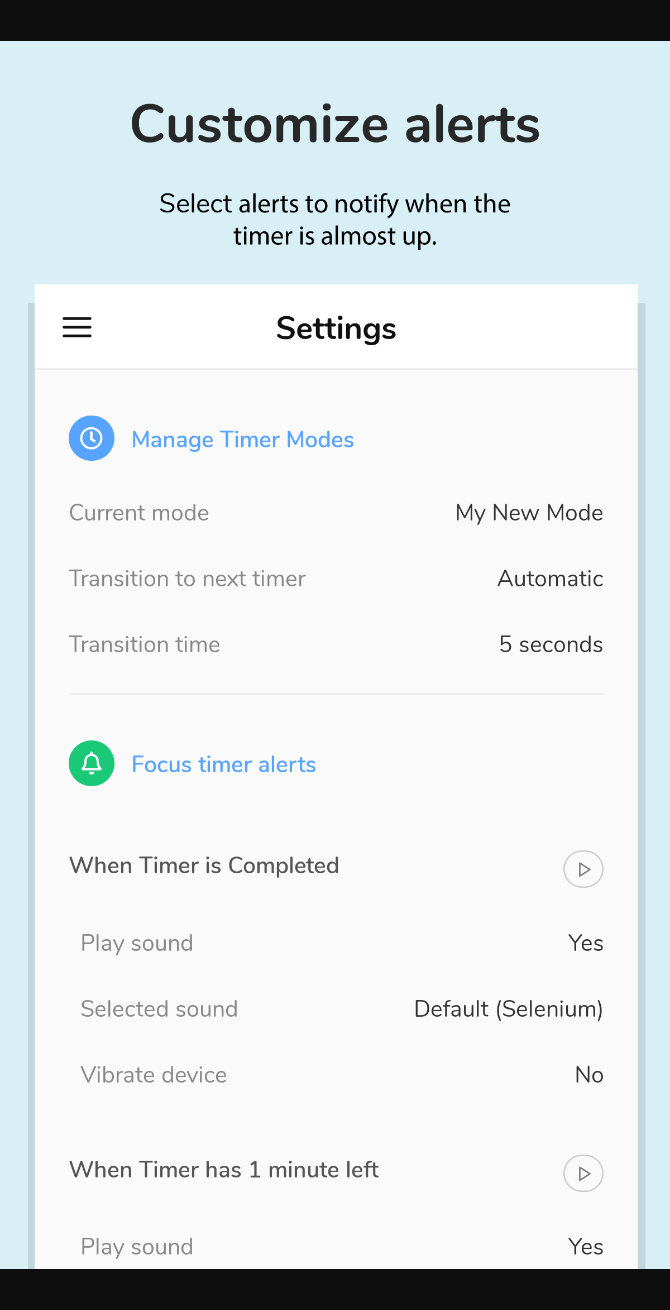 Customize alerts
Select alerts to notify when the
timer is almost up.
Settings
Manage Timer Modes
Current mode My New Mode
Transition to next timer Automatic
Transition time 5 seconds
Focus timer alerts
When Timer is Completed
Play sound Yes
Selected sound Default (Selenium)
Vibrate device No
When Timer has 1 minute left
Play sound Yes